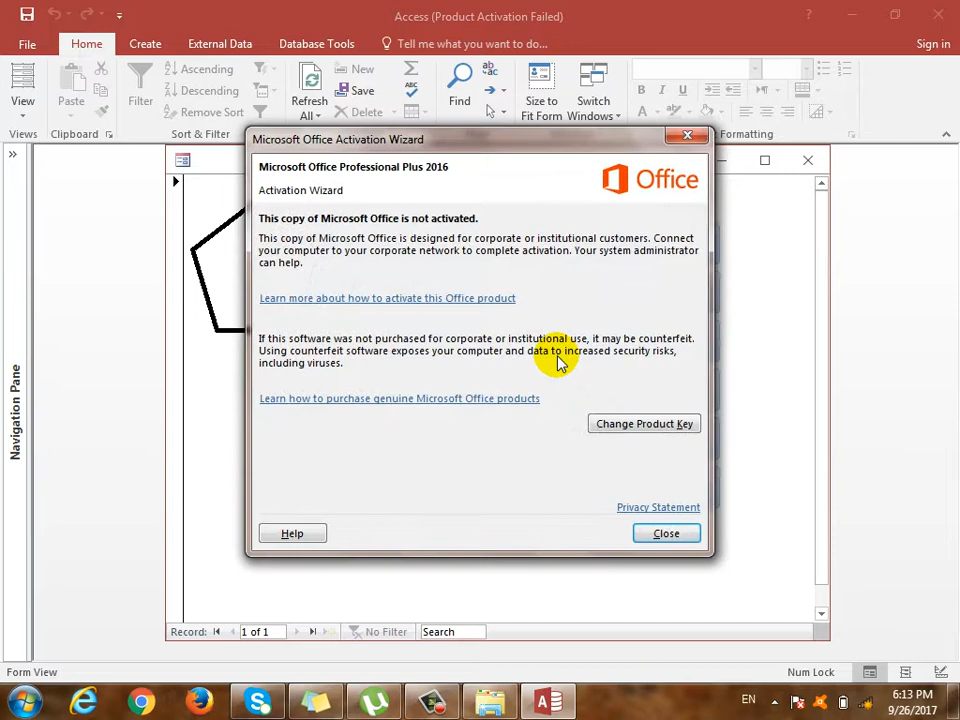 Access (Product Activation Failed)
File Home Create External Data Database Tools Tell me what you want to do... Sign in
View
Views
Paste
Clipboard
Filter
Ascending
Descending
Remove Sort
Sort & Filter
Refresh
All
New
Save
Delete
Find
Size to
Fit Form
Switch
Windows
B I U
A
Formatting
Navigation Pane
Microsoft Office Activation Wizard
Microsoft Office Professional Plus 2016
Activation Wizard
Office
This copy of Microsoft Office is not activated.
This copy of Microsoft Office is designed for corporate or institutional customers. Connect
your computer to your corporate network to complete activation. Your system administrator
can help.
Learn more about how to activate this Office product
If this software was not purchased for corporate or institutional use, it may be counterfeit.
Using counterfeit software exposes your computer and data to increased security risks,
including viruses.
Learn how to purchase genuine Microsoft Office products
Change Product Key
Privacy Statement
Help Close
Record: 1 of 1 No Filter Search
Form View Num Lock
EN 6:13 PM
9/26/2017